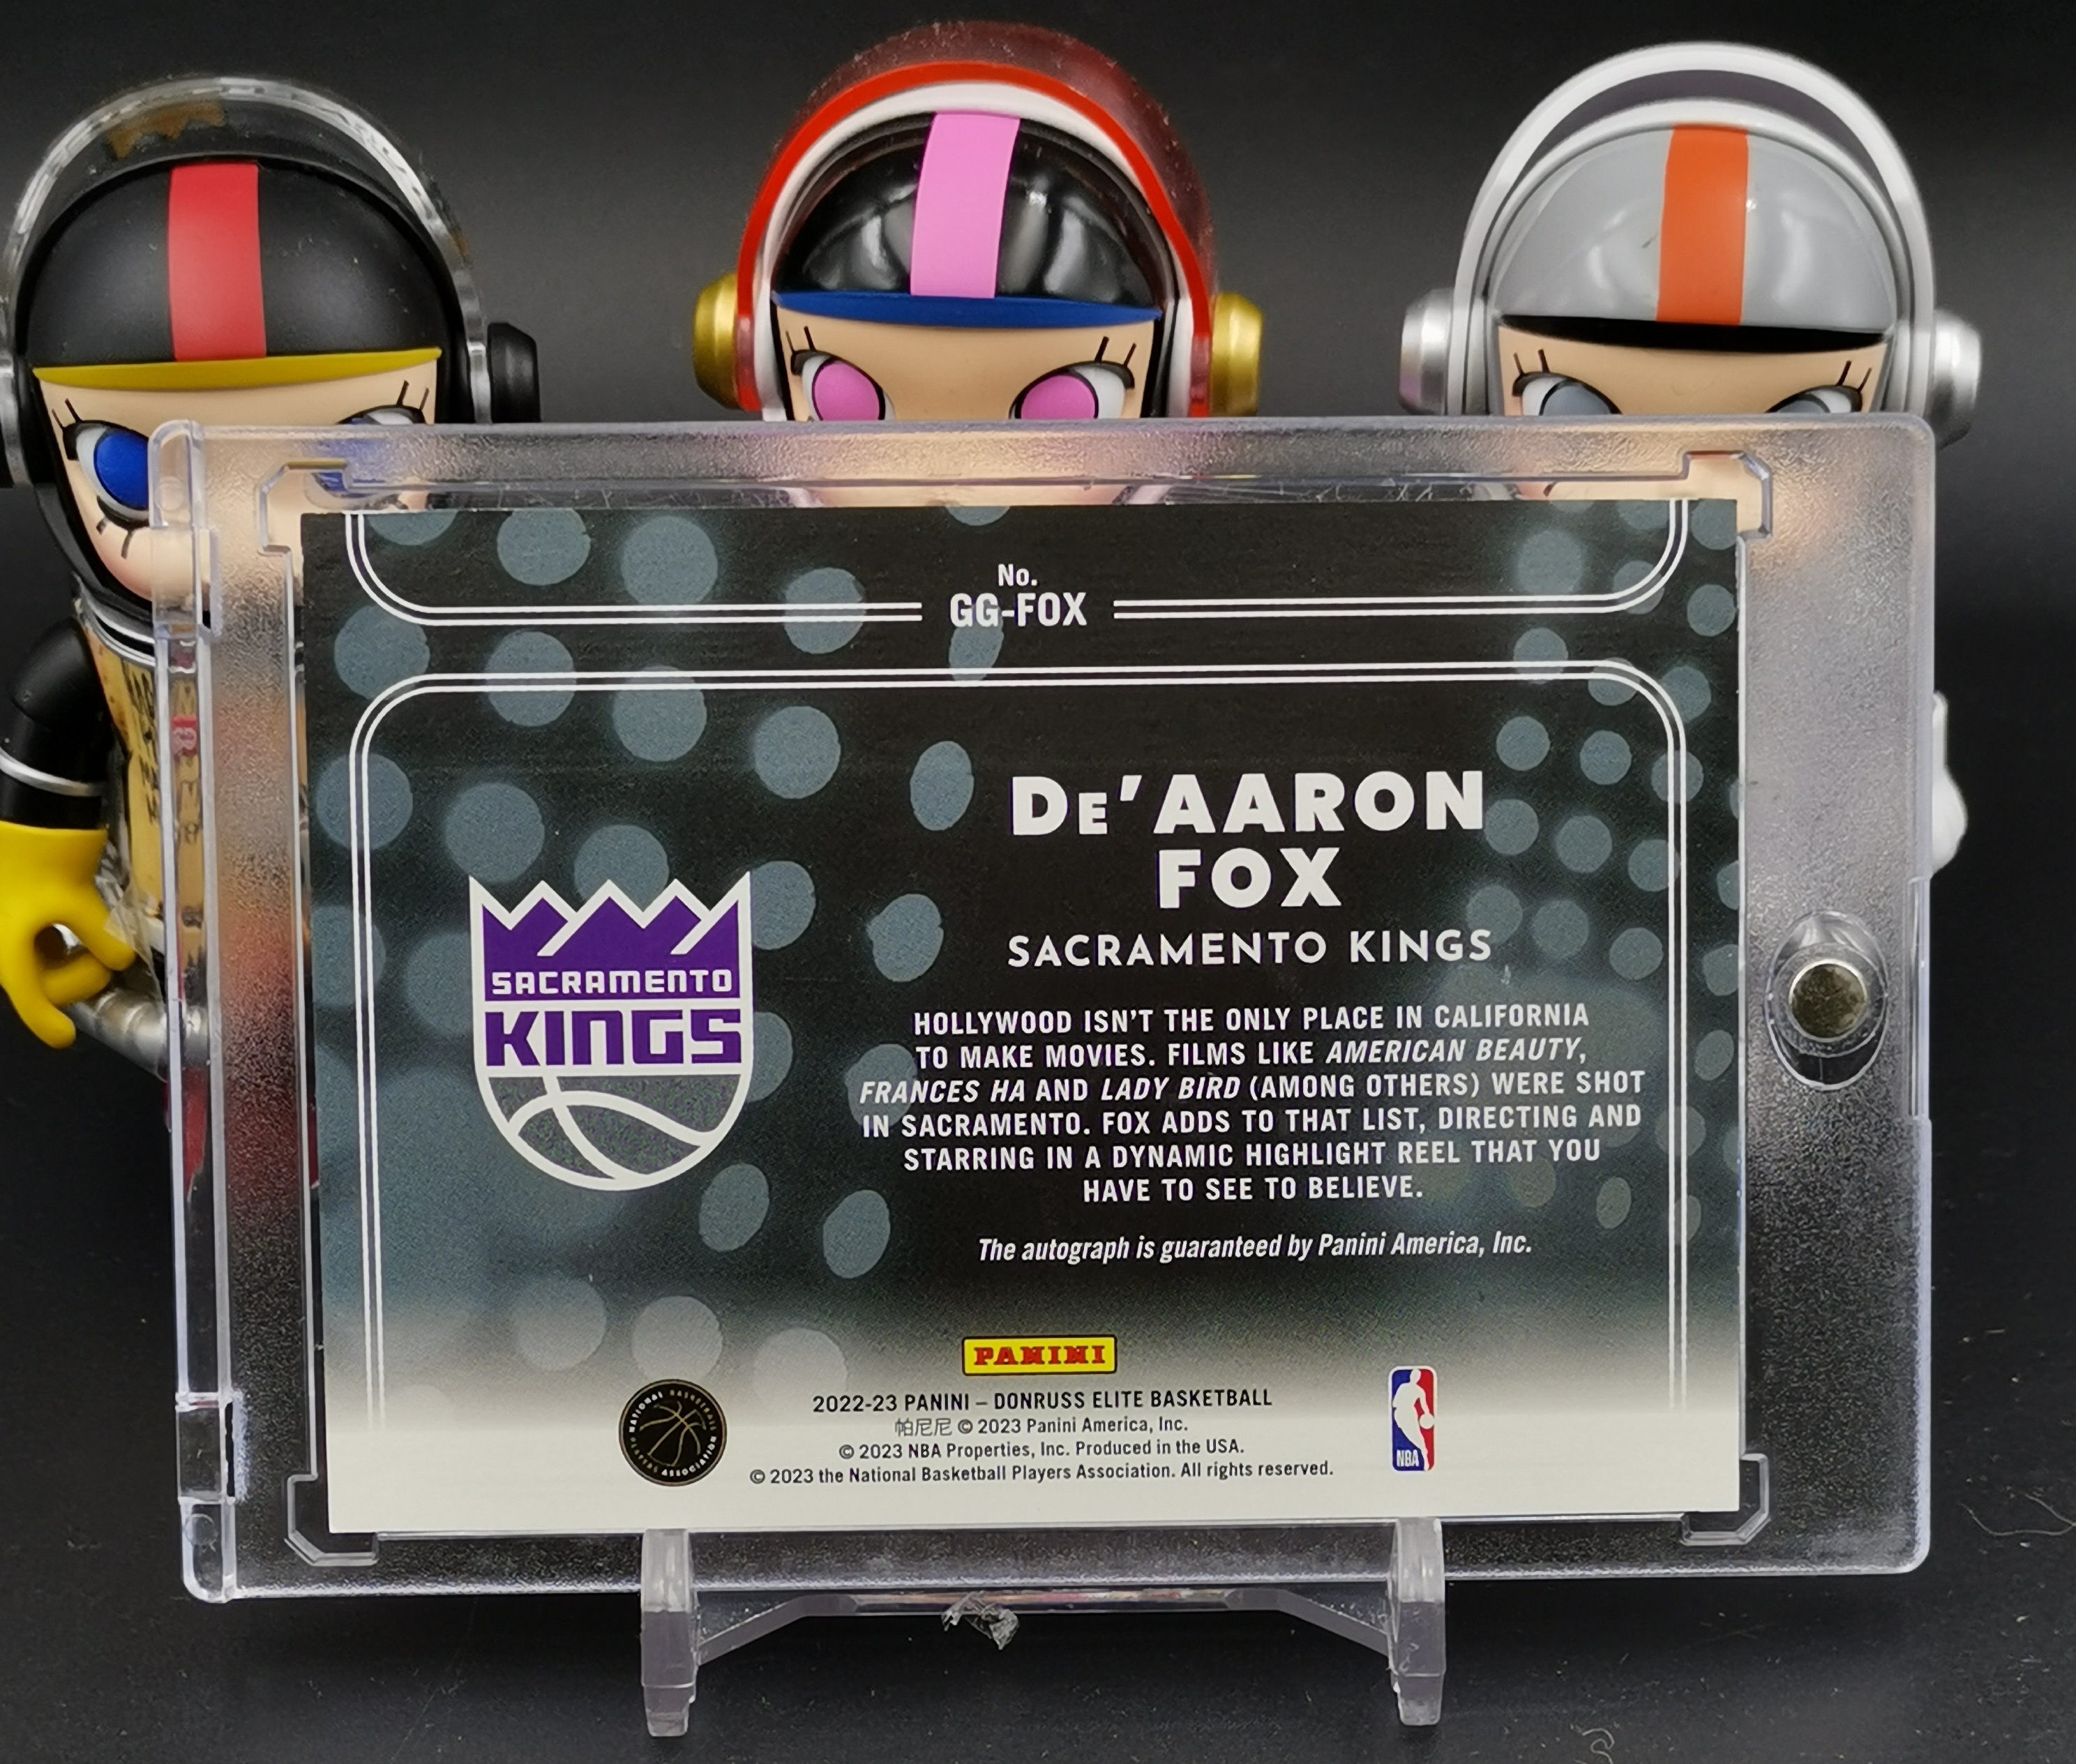 No.
GG-FOX
De'AARON
FOX
SACRAMENTO KINGS
SACRAMENTO
KINGS
HOLLYWOOD ISN'T THE ONLY PLACE IN CALIFORNIA
TO MAKE MOVIES. FILMS LIKE AMERICAN BEAUTY,
FRANCES HA AND LADY BIRD (AMONG OTHERS) WERE SHOT
IN SACRAMENTO. FOX ADDS TO THAT LIST, DIRECTING AND
STARRING IN A DYNAMIC HIGHLIGHT REEL THAT YOU
HAVE TO SEE TO BELIEVE.
The autograph is guaranteed by Panini America, Inc.
PANINI
2022-23 PANINI – DONRUSS ELITE BASKETBALL
帕尼尼 © 2023 Panini America, Inc.
© 2023 NBA Properties, Inc. Produced in the USA.
© 2023 the National Basketball Players Association. All rights reserved.
NATIONAL BASKETBALL
PLAYERS ASSOCIATION
NBA